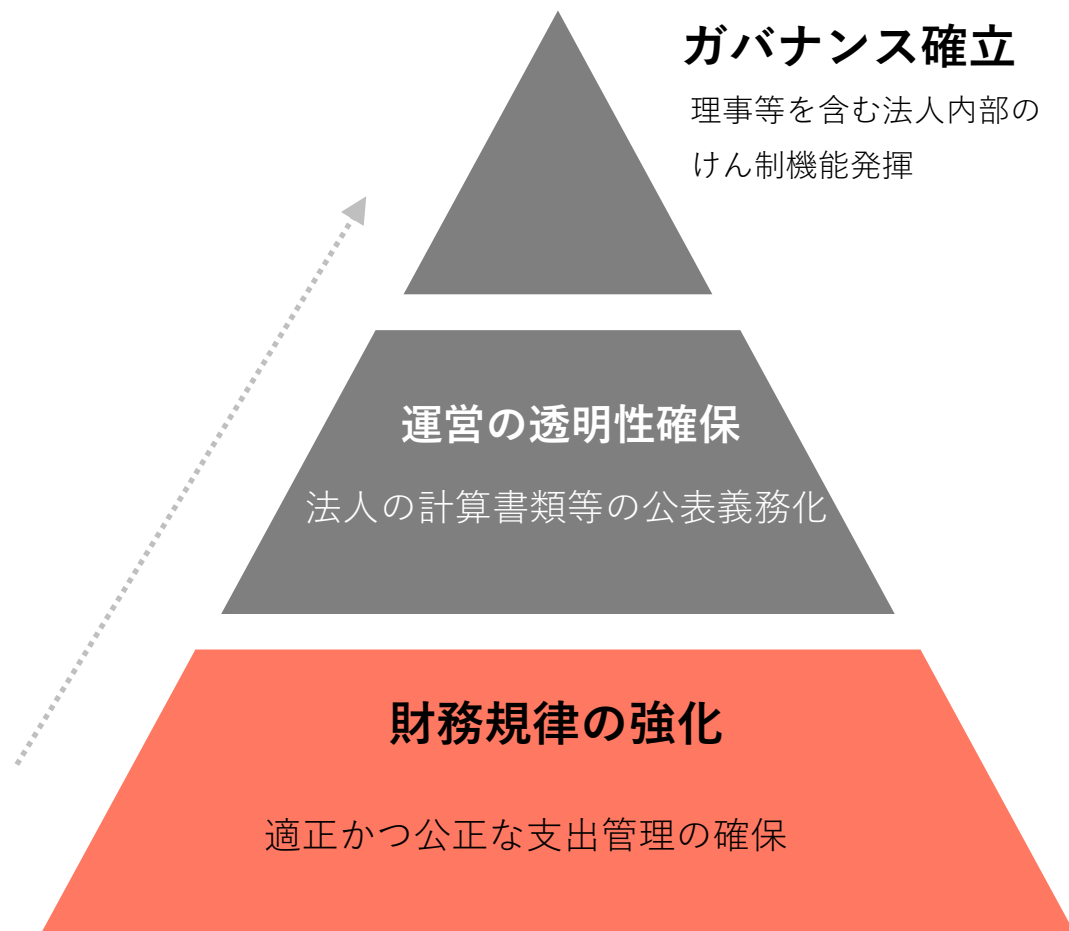 ガバナンス確立
理事等を含む法人内部の
けん制機能発揮
運営の透明性確保
法人の計算書類等の公表義務化
財務規律の強化
適正かつ公正な支出管理の確保